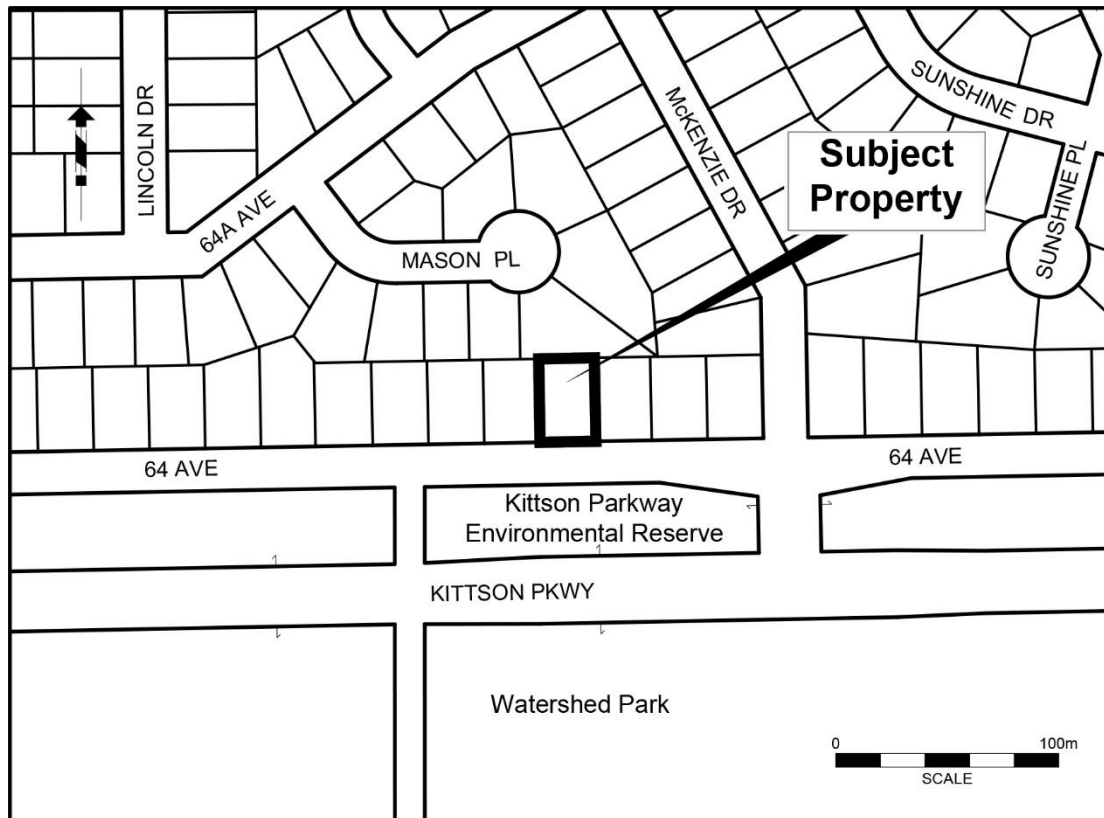 LINCOLN DR
64A AVE
MASON PL
McKENZIE DR
SUNSHINE DR
SUNSHINE PL
Subject
Property
64 AVE
64 AVE
Kittson Parkway
Environmental Reserve
KITTSON PKWY
Watershed Park
0 100m
SCALE